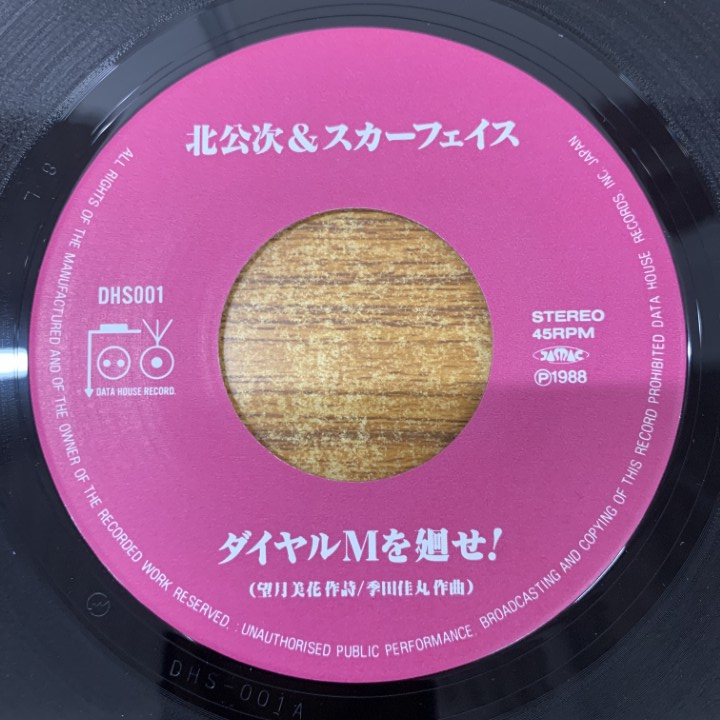 北公次&スカーフェイス
DHS001
DATA HOUSE RECORD.
STEREO
45RPM
JASRAC
Ⓟ1988
ダイヤルMを廻せ!
(望月美花作詩/季田佳丸作曲)
ALL RIGHTS OF THE MANUFACTURED AND OF THE OWNER OF THE RECORDED WORK RESERVED. : UNAUTHORISED PUBLIC PERFORMANCE. BROADCASTING AND COPYING OF THIS RECORD PROHIBITED DATA HOUSE RECORDS, INC, JAPAN
7 8
DHS-001A